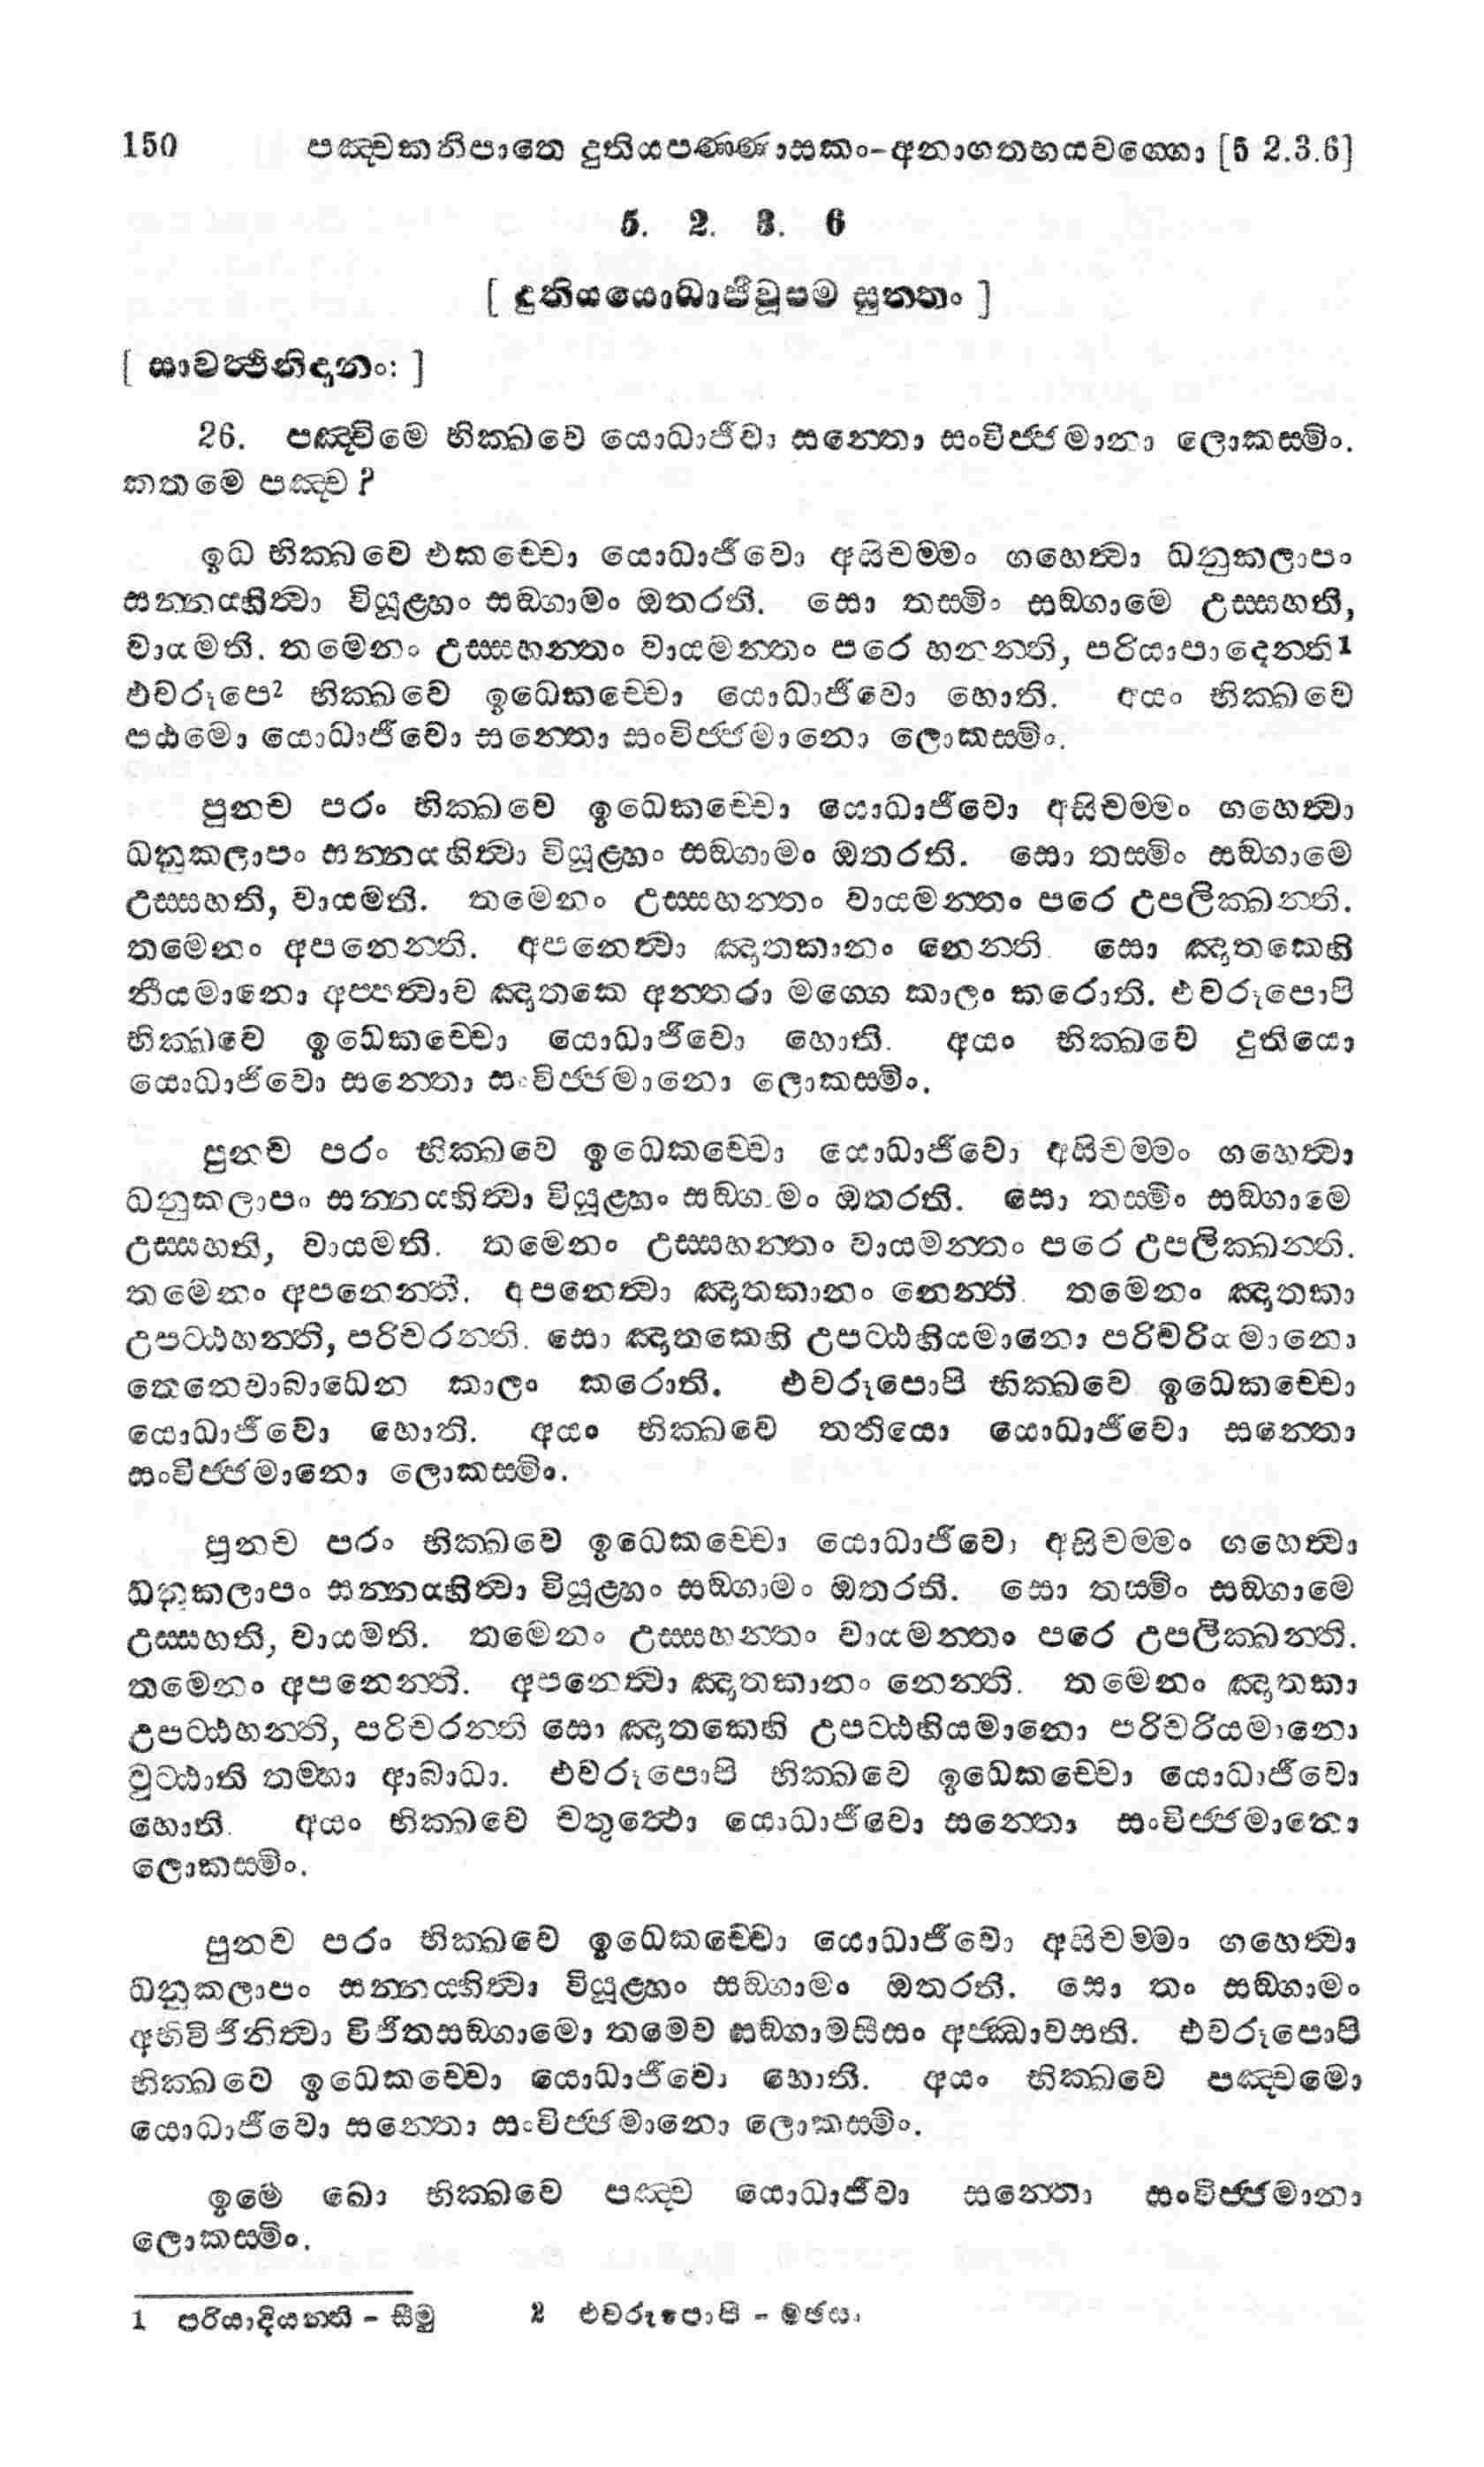 150 පඤ්චකනිපාතෙ දුතියපණ්ණාසකං-අනාගතභයවග්ගො [5 2.3.6]
5. 2. 3. 6
[ දුතියයොධාජීවූපම සුත්තං ]
[ සාවත්ථිනිදානං: ]
26. පඤ්චිමෙ භික්ඛවෙ යොධාජීවා සන්තො සංවිජ්ජමානා ලොකස්මිං.
කතමෙ පඤ්ච ?
ඉධ භික්ඛවෙ එකච්චො යොධාජීවො අසිචම්මං ගහෙත්වා ධනුකලාපං
සන්නය්හිත්වා වියූළ්හං සඞ්ගාමං ඔතරති. සො තස්මිං සඞ්ගාමෙ උස්සහති,
වායමති. තමෙනං උස්සහන්තං වායමන්තං පරෙ හනන්ති, පරියාපාදෙන්ති1
එවරූපෙ2 භික්ඛවෙ ඉධෙකච්චො යොධාජීවො හොති. අයං භික්ඛවෙ
පඨමො යොධාජීවො සන්තො සංවිජ්ජමානො ලොකස්මිං.
පුනච පරං භික්ඛවෙ ඉධෙකච්චො යොධාජීවො අසිචම්මං ගහෙත්වා
ධනුකලාපං සන්නය්හිත්වා වියූළ්හං සඞ්ගාමං ඔතරති. සො තස්මිං සඞ්ගාමෙ
උස්සහති, වායමති. තමෙනං උස්සහන්තං වායමන්තං පරෙ උපලික්ඛන්ති.
තමෙනං අපනෙන්ති. අපනෙත්වා ඤාතකානං නෙන්ති. සො ඤාතකෙහි
නීයමානො අප්පත්වාව ඤාතකෙ අන්තරා මග්ගෙ කාලං කරොති. එවරූපොපි
භික්ඛවෙ ඉධෙකච්චො යොධාජීවො හොති. අයං භික්ඛවෙ දුතියො
යොධාජීවො සන්තො සංවිජ්ජමානො ලොකස්මිං.
පුනච පරං භික්ඛවෙ ඉධෙකච්චො යොධාජීවො අසිචම්මං ගහෙත්වා
ධනුකලාපං සන්නය්හිත්වා වියූළ්හං සඞ්ගාමං ඔතරති. සො තස්මිං සඞ්ගාමෙ
උස්සහති, වායමති. තමෙනං උස්සහන්තං වායමන්තං පරෙ උපලික්ඛන්ති.
තමෙනං අපනෙන්ති. අපනෙත්වා ඤාතකානං නෙන්ති. තමෙනං ඤාතකා
උපට්ඨහන්ති, පරිචරන්ති. සො ඤාතකෙහි උපට්ඨහියමානො පරිචරියමානො
තෙනෙවාබාධෙන කාලං කරොති. එවරූපොපි භික්ඛවෙ ඉධෙකච්චො
යොධාජීවො හොති. අයං භික්ඛවෙ තතියො යොධාජීවො සන්තො
සංවිජ්ජමානො ලොකස්මිං.
පුනච පරං භික්ඛවෙ ඉධෙකච්චො යොධාජීවො අසිචම්මං ගහෙත්වා
ධනුකලාපං සන්නය්හිත්වා වියූළ්හං සඞ්ගාමං ඔතරති. සො තස්මිං සඞ්ගාමෙ
උස්සහති, වායමති. තමෙනං උස්සහන්තං වායමන්තං පරෙ උපලික්ඛන්ති.
තමෙනං අපනෙන්ති. අපනෙත්වා ඤාතකානං නෙන්ති. තමෙනං ඤාතකා
උපට්ඨහන්ති, පරිචරන්ති සො ඤාතකෙහි උපට්ඨහියමානො පරිචරියමානො
වුට්ඨාති තම්හා ආබාධා. එවරූපොපි භික්ඛවෙ ඉධෙකච්චො යොධාජීවො
හොති. අයං භික්ඛවෙ චතුත්ථො යොධාජීවො සන්තො සංවිජ්ජමානො
ලොකස්මිං.
පුනව පරං භික්ඛවෙ ඉධෙකච්චො යොධාජීවො අසිචම්මං ගහෙත්වා
ධනුකලාපං සන්නය්හිත්වා වියූළ්හං සඞ්ගාමං ඔතරති. සො තං සඞ්ගාමං
අභිවිජිනිත්වා විජිතසඞ්ගාමො තමෙව සඞ්ගාමසීසං අජ්ඣාවසති. එවරූපොපි
භික්ඛවෙ ඉධෙකච්චො යොධාජීවො හොති. අයං භික්ඛවෙ පඤ්චමො
යොධාජීවො සන්තො සංවිජ්ජමානො ලොකස්මිං.
ඉමෙ ඛො භික්ඛවෙ පඤ්ච යොධාජීවා සන්තො සංවිජ්ජමානා
ලොකස්මිං.
1 පරියාදියන්ති - සීමු 2 එවරූපොපි - මඡසං